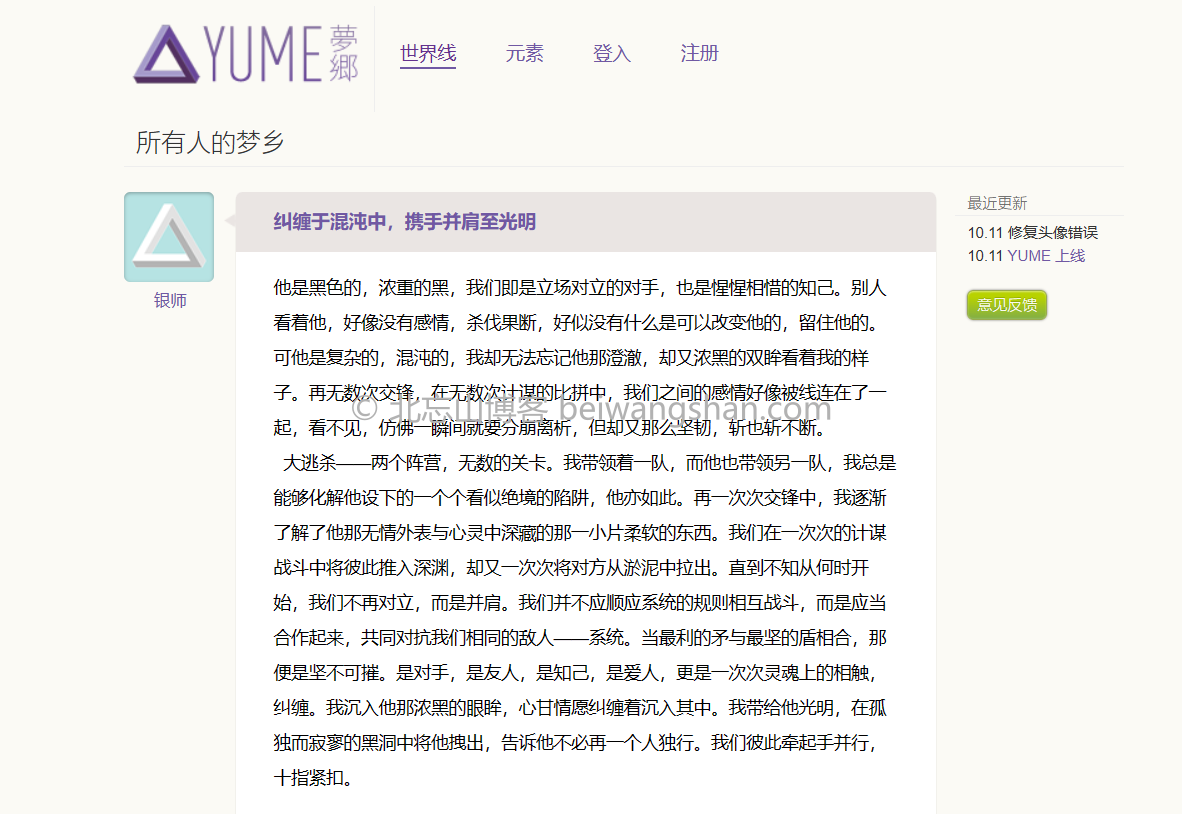 YUME 夢鄉
世界线 元素 登入 注册
所有人的梦乡
银师
纠缠于混沌中，携手并肩至光明
他是黑色的，浓重的黑，我们即是立场对立的对手，也是惺惺相惜的知己。别人
看着他，好像没有感情，杀伐果断，好似没有什么是可以改变他的，留住他的。
可他是复杂的，混沌的，我却无法忘记他那澄澈，却又浓黑的双眸看着我的样
子。再无数次交锋，在无数次计谋的比拼中，我们之间的感情好像被线连在了一
起，看不见，仿佛一瞬间就要分崩离析，但却又那么坚韧，斩也斩不断。
大逃杀——两个阵营，无数的关卡。我带领着一队，而他也带领另一队，我总是
能够化解他设下的一个个看似绝境的陷阱，他亦如此。再一次次交锋中，我逐渐
了解了他那无情外表与心灵中深藏的那一小片柔软的东西。我们在一次次的计谋
战斗中将彼此推入深渊，却又一次次将对方从淤泥中拉出。直到不知从何时开
始，我们不再对立，而是并肩。我们并不应顺应系统的规则相互战斗，而是应当
合作起来，共同对抗我们相同的敌人——系统。当最利的矛与最坚的盾相合，那
便是坚不可摧。是对手，是友人，是知己，是爱人，更是一次次灵魂上的相触，
纠缠。我沉入他那浓黑的眼眸，心甘情愿纠缠着沉入其中。我带给他光明，在孤
独而寂寥的黑洞中将他拽出，告诉他不必再一个人独行。我们彼此牵起手并行，
十指紧扣。
© 北忘山博客 beiwangshan.com
最近更新
10.11 修复头像错误
10.11 YUME 上线
意见反馈